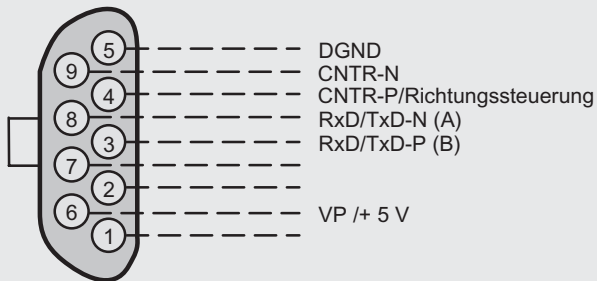 5 DGND
9 CNTR-N
4 CNTR-P/Richtungssteuerung
8 RxD/TxD-N (A)
3 RxD/TxD-P (B)
7
2
6 VP /+ 5 V
1